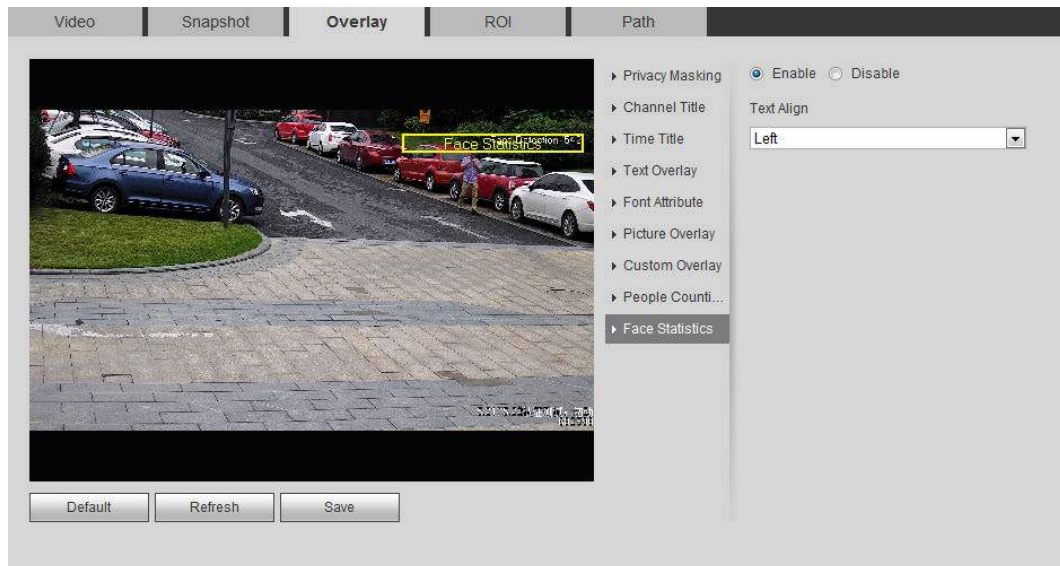 Video Snapshot Overlay ROI Path
Face Statistics
Privacy Masking
Channel Title
Time Title
Text Overlay
Font Attribute
Picture Overlay
Custom Overlay
People Counti...
Face Statistics
Enable Disable
Text Align
Left
Default Refresh Save